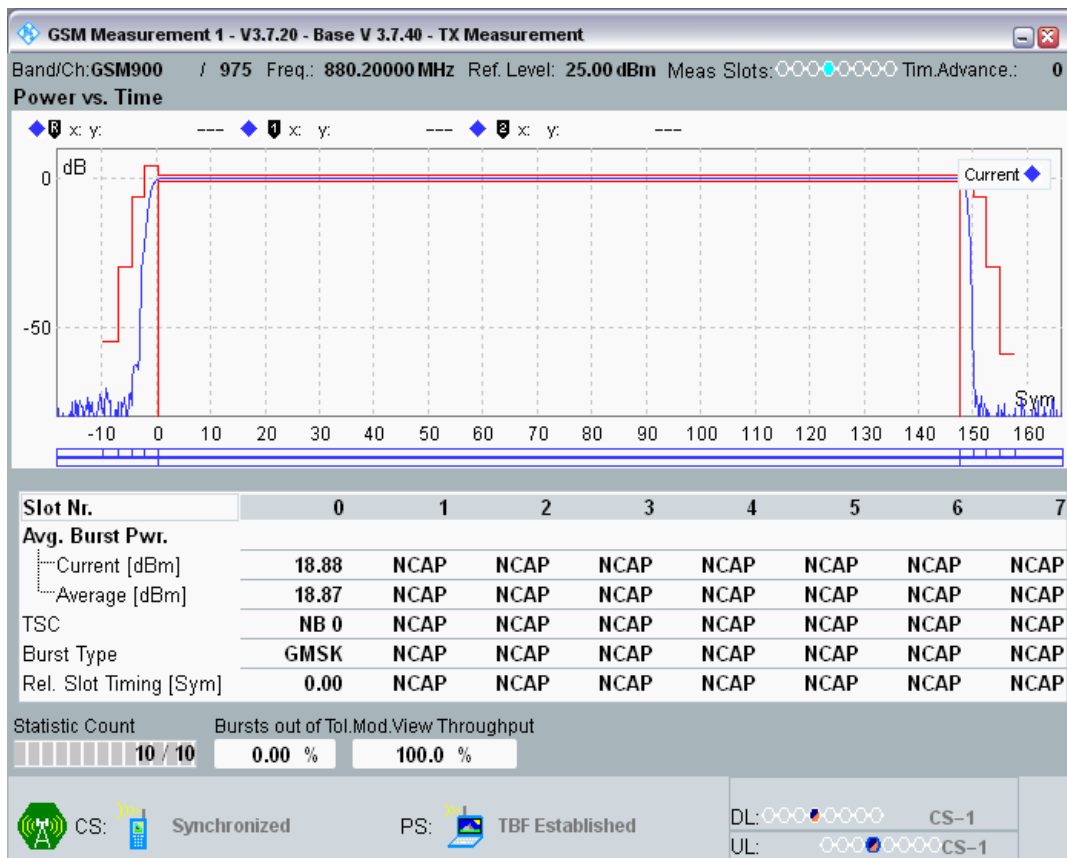 GSM Measurement 1 - V3.7.20 - Base V 3.7.40 - TX Measurement
Band/Ch:GSM900 / 975 Freq.: 880.20000 MHz Ref. Level: 25.00 dBm Meas Slots: Tim.Advance.: 0
Power vs. Time
R x: y: --- 1 x: y: --- 2 x: y: ---
dB
0
Current
-50
Sym
-10 0 10 20 30 40 50 60 70 80 90 100 110 120 130 140 150 160
Slot Nr. 0 1 2 3 4 5 6 7
Avg. Burst Pwr.
Current [dBm] 18.88 NCAP NCAP NCAP NCAP NCAP NCAP NCAP
Average [dBm] 18.87 NCAP NCAP NCAP NCAP NCAP NCAP NCAP
TSC NB 0 NCAP NCAP NCAP NCAP NCAP NCAP NCAP
Burst Type GMSK NCAP NCAP NCAP NCAP NCAP NCAP NCAP
Rel. Slot Timing [Sym] 0.00 NCAP NCAP NCAP NCAP NCAP NCAP NCAP
Statistic Count Bursts out of Tol.Mod.View Throughput
10 / 10 0.00 % 100.0 %
CS: Synchronized PS: TBF Established DL: CS-1
UL: CS-1